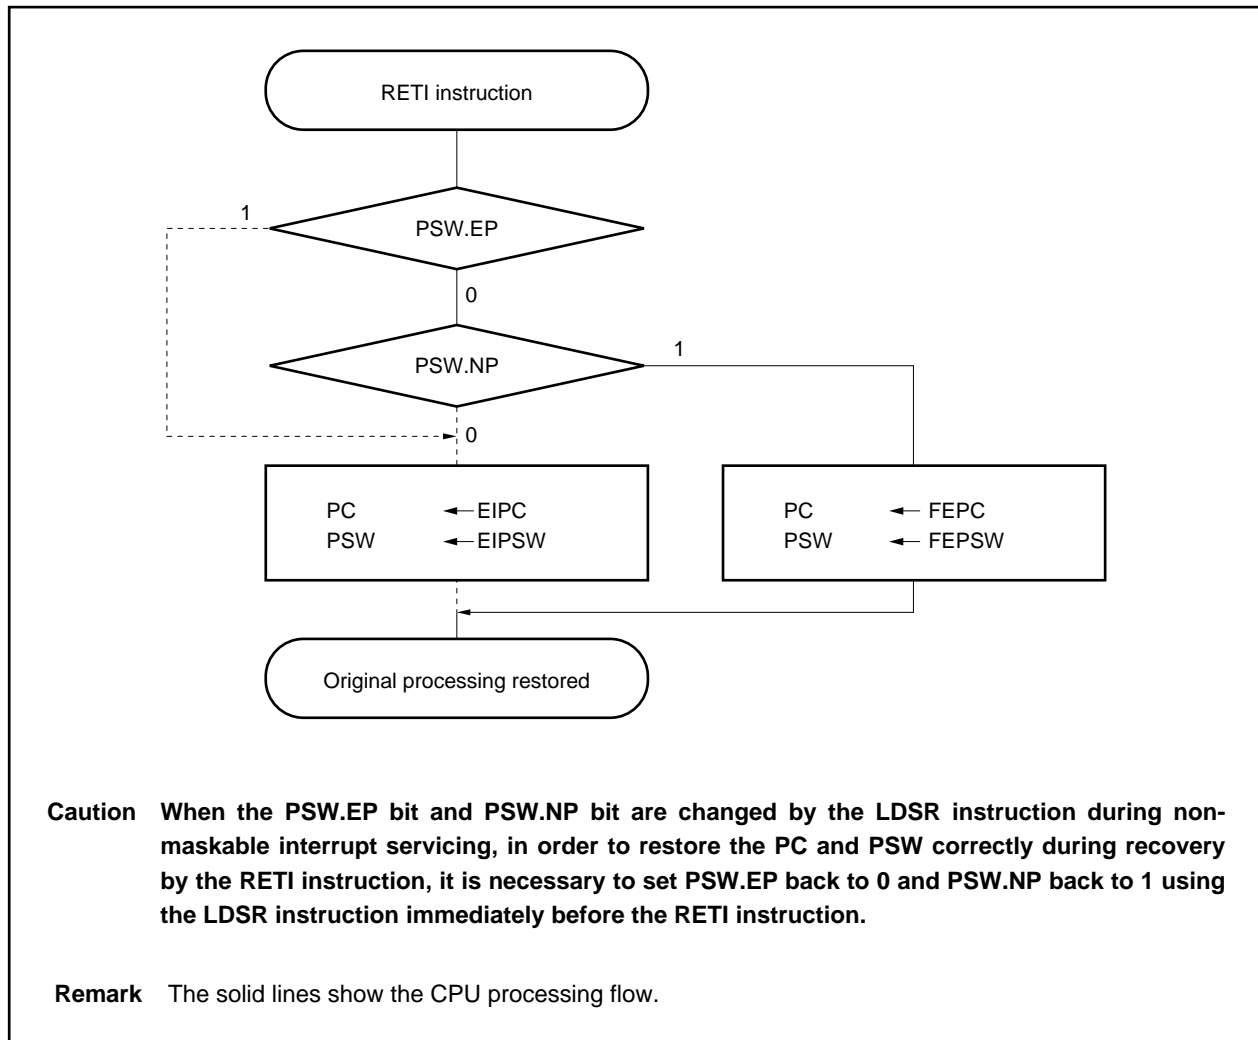 RETI instruction
1
PSW.EP
0
PSW.NP
1
0
PC ← EIPC
PSW ← EIPSW
PC ← FEPC
PSW ← FEPSW
Original processing restored
Caution When the PSW.EP bit and PSW.NP bit are changed by the LDSR instruction during non-
maskable interrupt servicing, in order to restore the PC and PSW correctly during recovery
by the RETI instruction, it is necessary to set PSW.EP back to 0 and PSW.NP back to 1 using
the LDSR instruction immediately before the RETI instruction.
Remark The solid lines show the CPU processing flow.